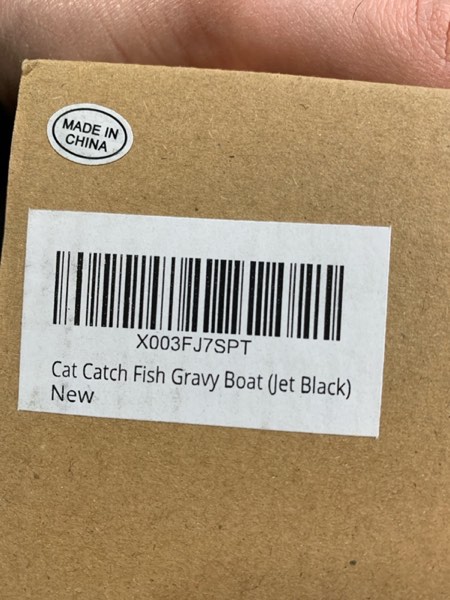 MADE IN
CHINA
X003FJ7SPT
Cat Catch Fish Gravy Boat (Jet Black)
New